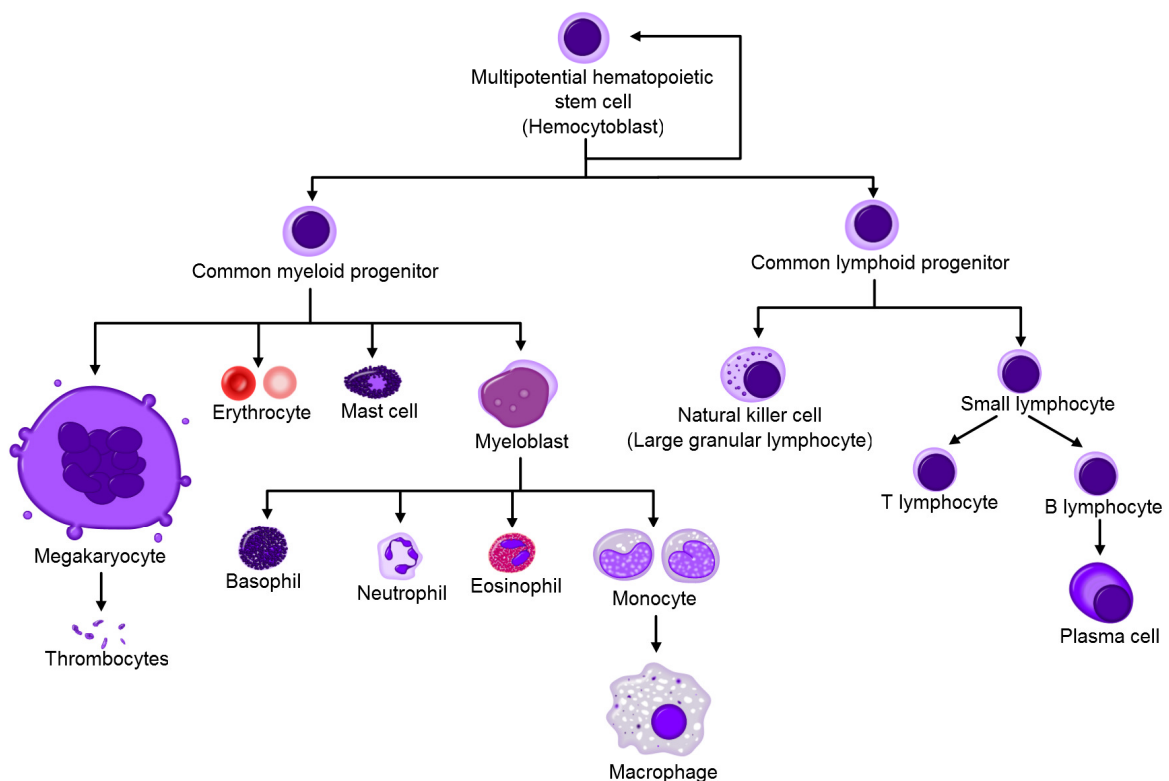 Multipotential hematopoietic
stem cell
(Hemocytoblast)
Common myeloid progenitor
Common lymphoid progenitor
Erythrocyte
Mast cell
Myeloblast
Natural killer cell
(Large granular lymphocyte)
Small lymphocyte
T lymphocyte
B lymphocyte
Megakaryocyte
Basophil
Neutrophil
Eosinophil
Monocyte
Plasma cell
Thrombocytes
Macrophage